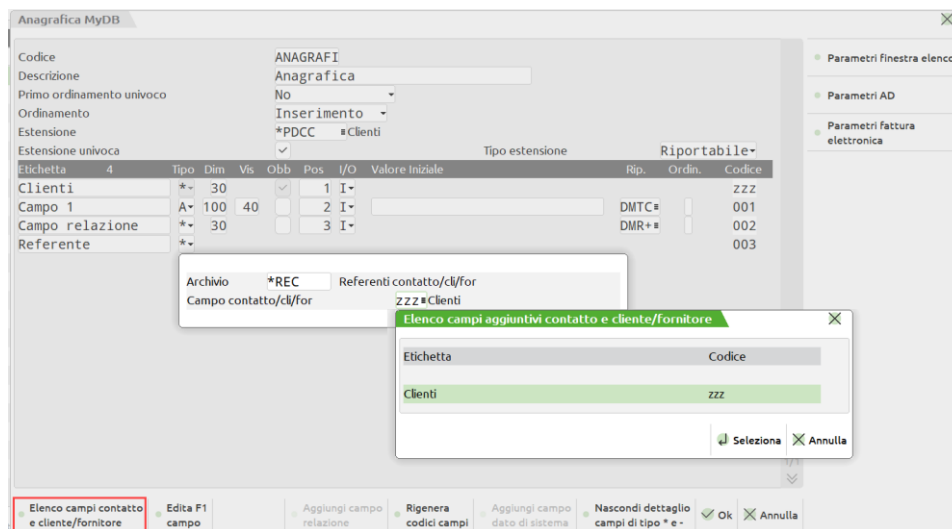 Anagrafica MyDB
Codice ANAGRAFI
Descrizione Anagrafica
Primo ordinamento univoco No
Ordinamento Inserimento
Estensione *PDCC Clienti
Estensione univoca Tipo estensione Riportabile
Etichetta 4 Tipo Dim Vis Obb Pos I/O Valore Iniziale Rip. Ordin. Codice
Clienti * 30 1 I zzz
Campo 1 A 100 40 2 I DMTC 001
Campo relazione * 30 3 I DMR+ 002
Referente * 003
Archivio *REC Referenti contatto/cli/for
Campo contatto/cli/for zzz Clienti
Elenco campi aggiuntivi contatto e cliente/fornitore
Etichetta Codice
Clienti zzz
Seleziona Annulla
1/1
Parametri finestra elenco
Parametri AD
Parametri fattura
elettronica
Elenco campi contatto
e cliente/fornitore
Edita F1
campo
Aggiungi campo
relazione
Rigenera
codici campi
Aggiungi campo
dato di sistema
Nascondi dettaglio
campi di tipo * e -
Ok Annulla